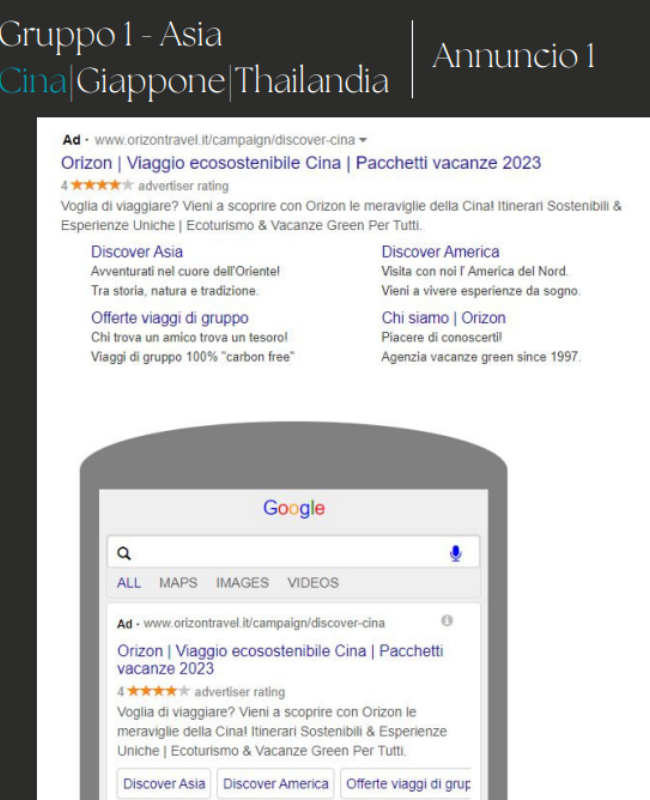 Gruppo 1 - Asia
Cina|Giappone|Thailandia
Annuncio 1
Ad · www.orizontravel.it/campaign/discover-cina
Orizon | Viaggio ecosostenibile Cina | Pacchetti vacanze 2023
4 ★★★★★ advertiser rating
Voglia di viaggiare? Vieni a scoprire con Orizon le meraviglie della Cina! Itinerari Sostenibili &
Esperienze Uniche | Ecoturismo & Vacanze Green Per Tutti.
Discover Asia
Avventurati nel cuore dell'Oriente!
Tra storia, natura e tradizione.
Discover America
Visita con noi l' America del Nord.
Vieni a vivere esperienze da sogno.
Offerte viaggi di gruppo
Chi trova un amico trova un tesoro!
Viaggi di gruppo 100% "carbon free"
Chi siamo | Orizon
Piacere di conoscerti!
Agenzia vacanze green since 1997.
Google
ALL MAPS IMAGES VIDEOS
Ad · www.orizontravel.it/campaign/discover-cina
Orizon | Viaggio ecosostenibile Cina | Pacchetti
vacanze 2023
4 ★★★★★ advertiser rating
Voglia di viaggiare? Vieni a scoprire con Orizon le
meraviglie della Cina! Itinerari Sostenibili & Esperienze
Uniche | Ecoturismo & Vacanze Green Per Tutti.
Discover Asia Discover America Offerte viaggi di grup